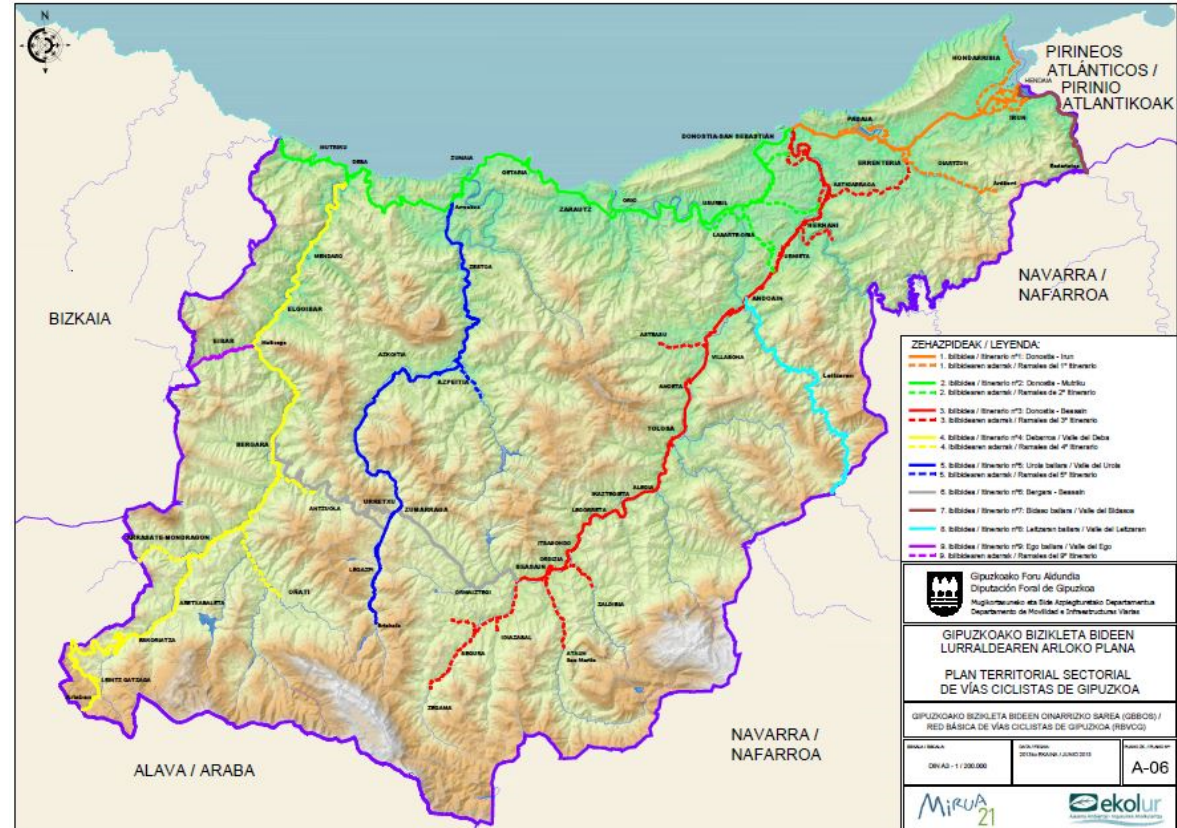 N
PIRINEOS
ATLÁNTICOS /
PIRINIO
ATLANTIKOAK
HONDARRIBIA
HENDAIA
IRUN
PASAIA
DONOSTIA-SAN SEBASTIÁN
ERRENTERIA
OIARTZUN
ASTIGARRAGA
MUTRIKU
DEBA
ZUMAIA
GETARIA
ZARAUTZ
ORIO
USURBIL
HERNANI
URNIETA
ANDOAIN
MENDARO
ZESTOA
NAVARRA /
NAFARROA
BIZKAIA
ELGOIBAR
EIBAR
Maltzaga
AZKOITIA
AZPEITIA
ASTEASU
VILLABONA
ANOETA
TOLOSA
BERGARA
ALEGIA
LEGORRETA
ANTZUOLA
URRETXU
ZUMARRAGA
ITSASONDO
ORDIZIA
BEASAIN
ARRASATE-MONDRAGON
OÑATI
LEGAZPI
ORMAIZTEGI
ZALDIBIA
ARETXABALETA
ESKORIATZA
IDIAZABAL
SEGURA
ATAUN
San Martin
LEINTZ GATZAGA
Arlaban
ZEGAMA
NAVARRA /
NAFARROA
ALAVA / ARABA
ZEHAZPIDEAK / LEYENDA:
1. Ibilbidea / Itinerario nº1: Donostia - Irun
1. Ibilbidearen adarrak / Ramales del 1º Itinerario
2. Ibilbidea / Itinerario nº2: Donostia - Mutriku
2. Ibilbidearen adarrak / Ramales de 2º Itinerario
3. Ibilbidea / Itinerario nº3: Donostia - Beasain
3. Ibilbidearen adarrak / Ramales del 3º Itinerario
4. Ibilbidea / Itinerario nº4: Debarroa / Valle del Deba
4. Ibilbidearen adarrak / Ramales del 4º Itinerario
5. Ibilbidea / Itinerario nº5: Urola bailara / Valle del Urola
5. Ibilbidearen adarrak / Ramales del 5º Itinerario
6. Ibilbidea / Itinerario nº6: Bergara - Beasain
7. Ibilbidea / Itinerario nº7: Bidaso bailara / Valle del Bidasoa
8. Ibilbidea / Itinerario nº8: Leitzaran bailara / Valle del Leitzaran
9. Ibilbidea / Itinerario nº9: Ego bailara / Valle del Ego
9. Ibilbidearen adarrak / Ramales del 9º Itinerario
Gipuzkoako Foru Aldundia
Diputación Foral de Gipuzkoa
Mugikortasuneko eta Bide Azpiegituretako Departamentua
Departamento de Movilidad e Infraestructuras Viarias
GIPUZKOAKO BIZIKLETA BIDEEN
LURRALDEAREN ARLOKO PLANA
PLAN TERRITORIAL SECTORIAL
DE VÍAS CICLISTAS DE GIPUZKOA
GIPUZKOAKO BIZIKLETA BIDEEN OINARRIZKO SAREA (GBBOS) /
RED BÁSICA DE VÍAS CICLISTAS DE GIPUZKOA (RBVCG)
DIN A3 - 1 / 200.000
A-06
MiRUA 21
ekolur